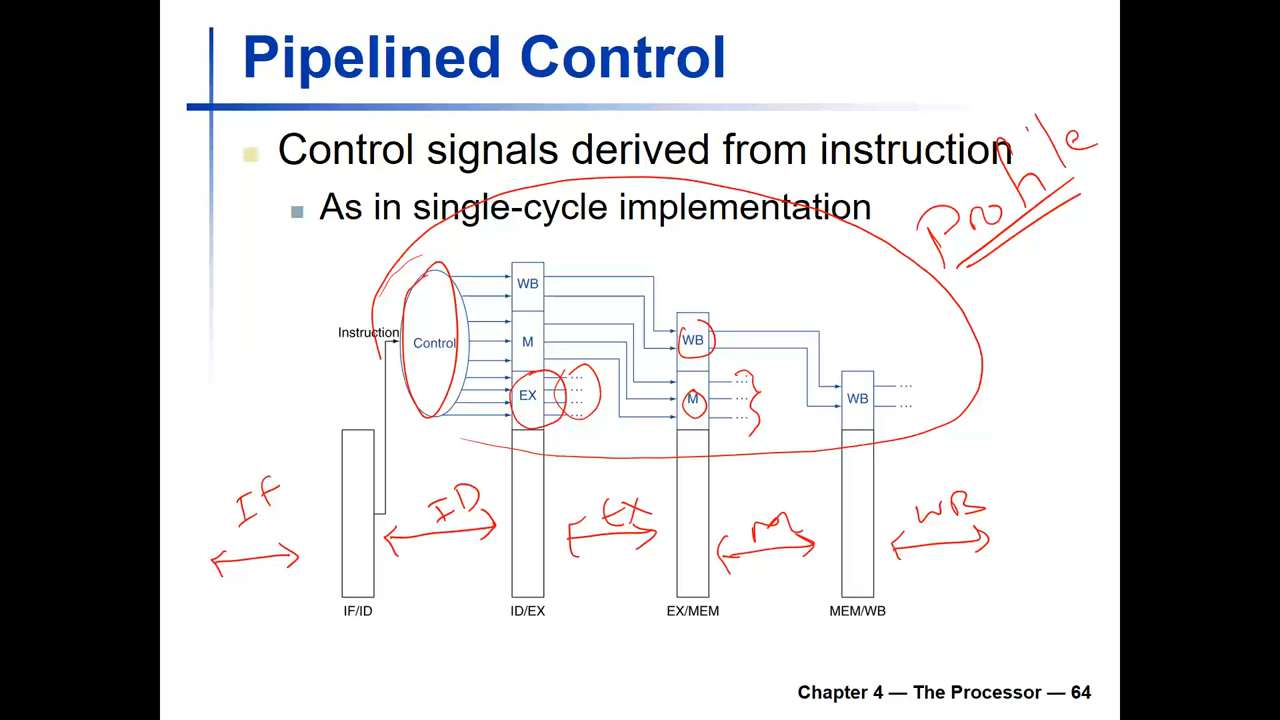 Pipelined Control
Control signals derived from instruction
As in single-cycle implementation
Prohile
WB
Instruction
Control
M
WB
EX
M
WB
IF
ID
EX
M
WB
IF/ID
ID/EX
EX/MEM
MEM/WB
Chapter 4 — The Processor — 64